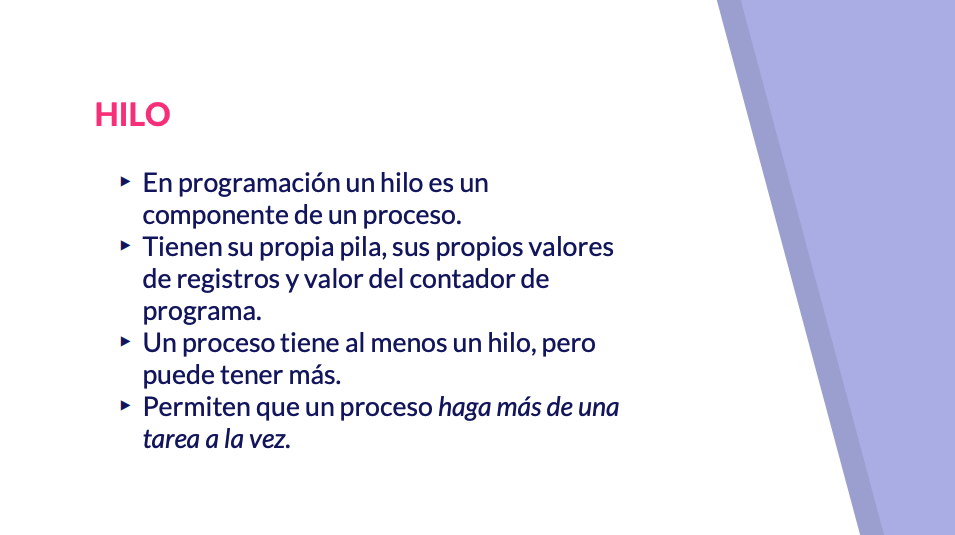 HILO
▸ En programación un hilo es un
componente de un proceso.
▸ Tienen su propia pila, sus propios valores
de registros y valor del contador de
programa.
▸ Un proceso tiene al menos un hilo, pero
puede tener más.
▸ Permiten que un proceso haga más de una
tarea a la vez.